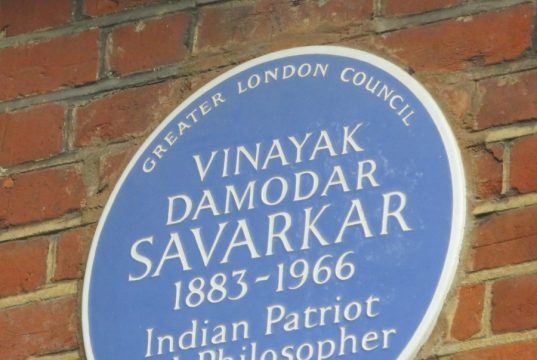 GREATER LONDON COUNCIL
VINAYAK
DAMODAR
SAVARKAR
1883-1966
Indian Patriot
Philosopher